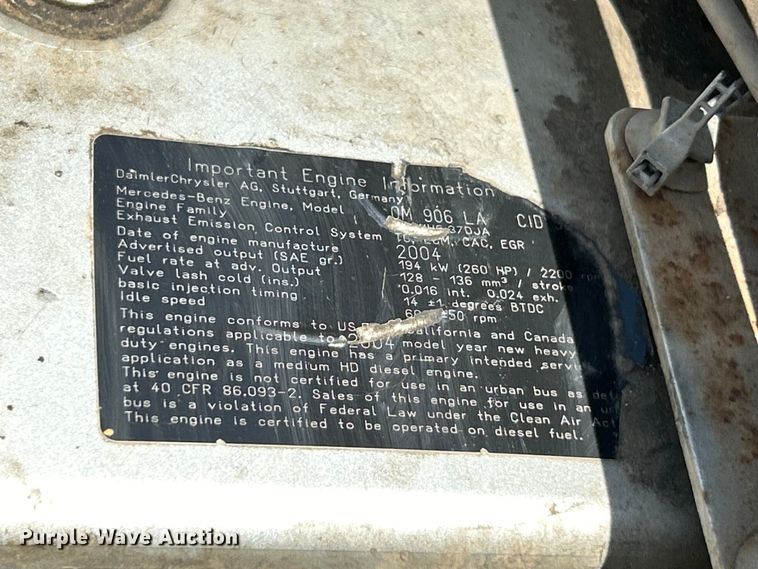 Important Engine Information
DaimlerChrysler AG, Stuttgart, Germany
Mercedes-Benz Engine, Model OM 906 LA CID
Engine Family 370JA
Exhaust Emission Control System ECM, CAC, EGR
Date of engine manufacture 2004
Advertised output (SAE gr.) 194 kW (260 HP) / 2200 rpm
Fuel rate at adv. Output 128 - 136 mm³ / stroke
Valve lash cold (ins.) 0.016 int. 0.024 exh.
basic injection timing 14 ±1 degrees BTDC
Idle speed ±50 rpm
This engine conforms to US California and Canada
regulations applicable to 2004 model year new heavy
duty engines. This engine has a primary intended
application as a medium HD diesel engine.
This engine is not certified for use in an urban bus as
at 40 CFR 86.093-2. Sales of this engine for use in an
bus is a violation of Federal Law under the Clean Air Act
This engine is certified to be operated on diesel fuel.
Purple Wave Auction